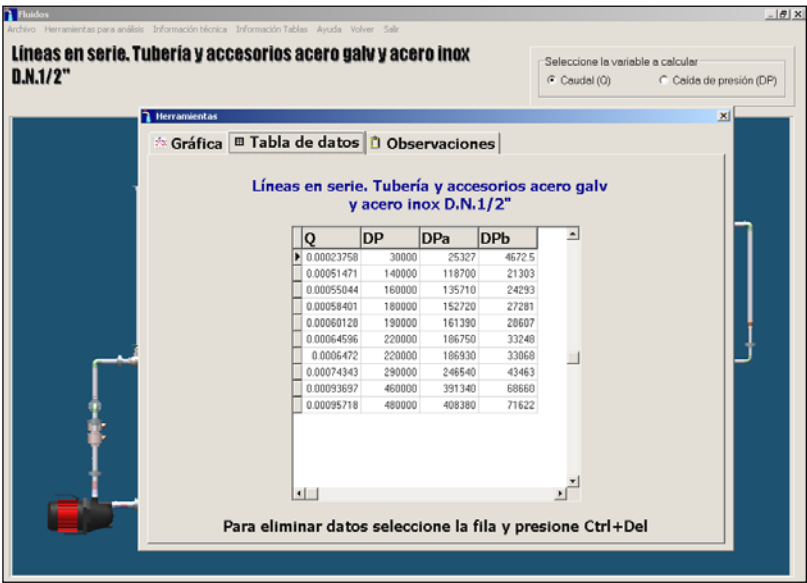 Fluidos
Archivo Herramientas para análisis Información técnica Información Tablas Ayuda Volver Salir
Líneas en serie. Tubería y accesorios acero galv y acero inox
D.N.1/2"
Seleccione la variable a calcular
Caudal (Q) Caída de presión (DP)
Herramientas
Gráfica Tabla de datos Observaciones
Líneas en serie. Tubería y accesorios acero galv
y acero inox D.N.1/2"
Q DP DPa DPb
0.00023758 30000 25327 4672.5
0.00051471 140000 118700 21303
0.00055044 160000 135710 24293
0.00058401 180000 152720 27281
0.00060128 190000 161390 28607
0.00064596 220000 186750 33248
0.0006472 220000 186930 33068
0.00074343 290000 246540 43463
0.00093697 460000 391340 68660
0.00095718 480000 408380 71622
Para eliminar datos seleccione la fila y presione Ctrl+Del